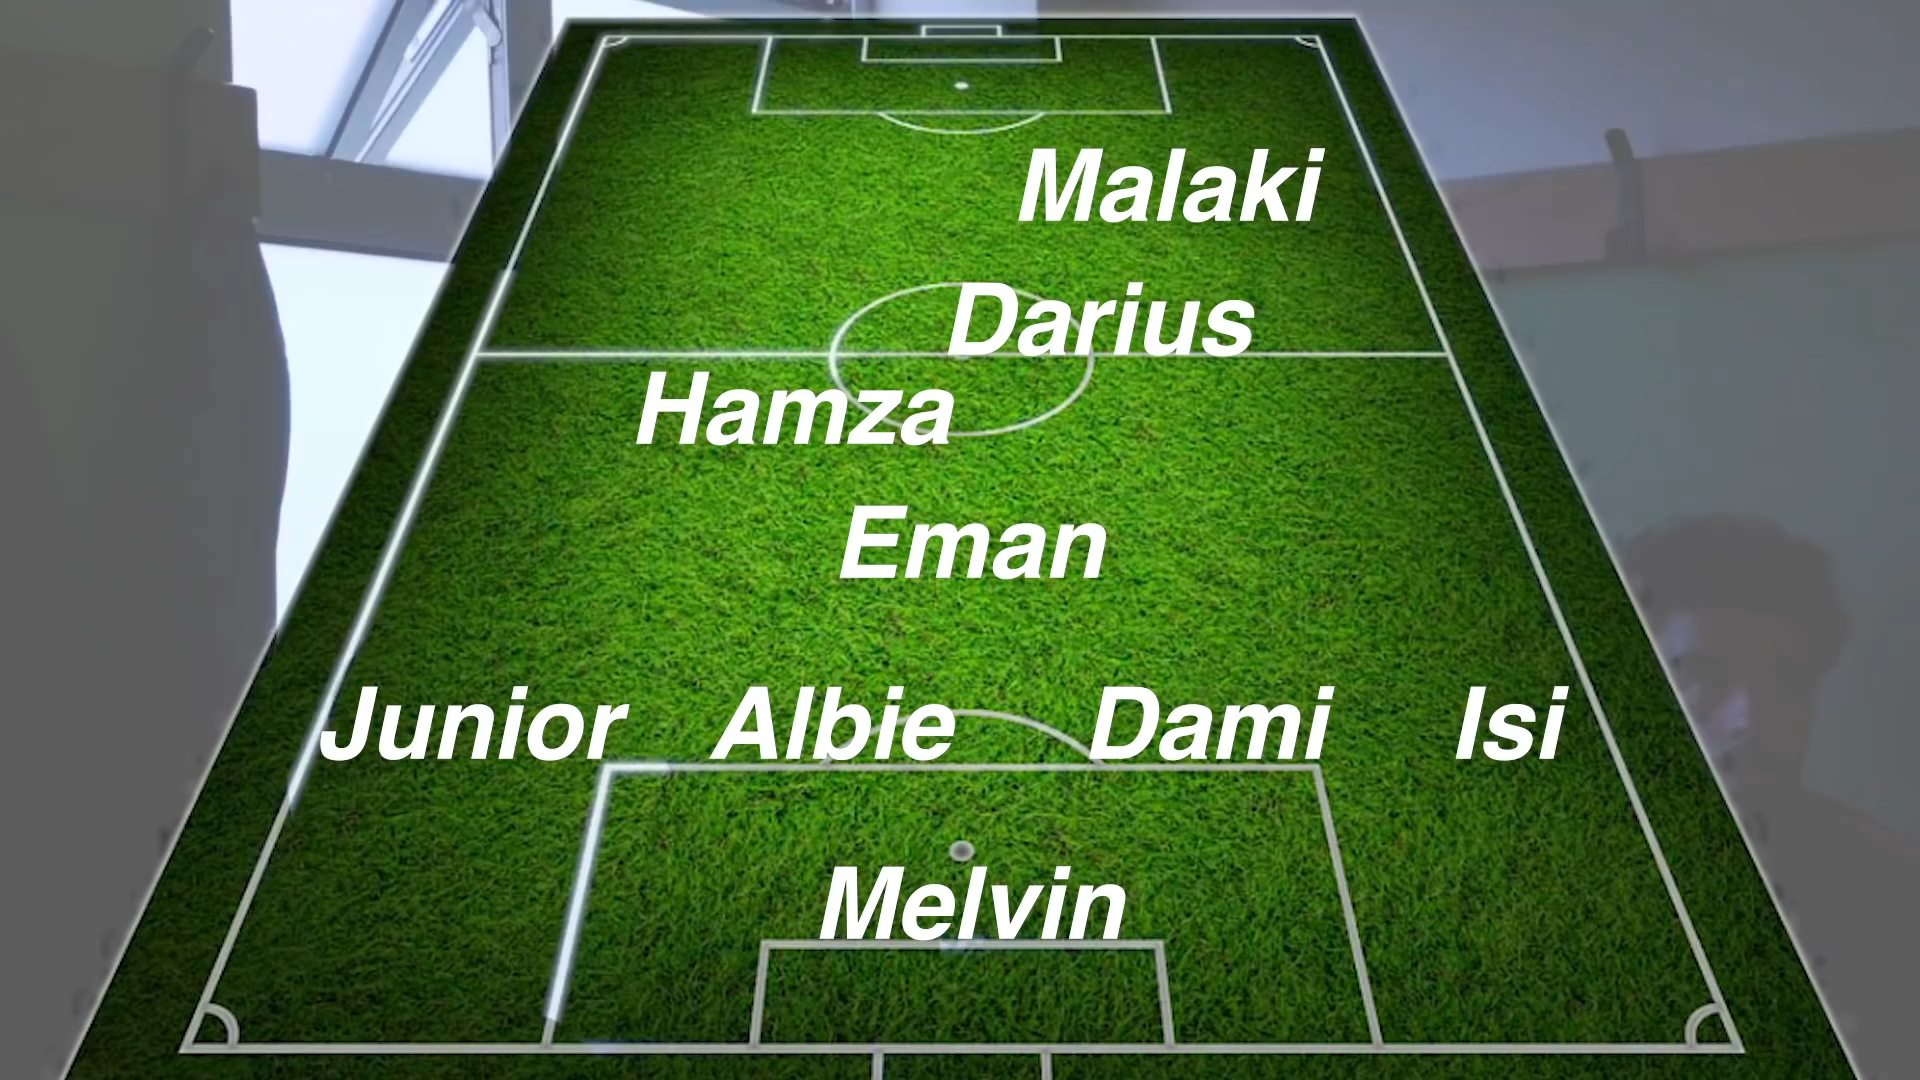 Malaki
Darius
Hamza
Eman
Junior Albie Dami Isi
Melvin